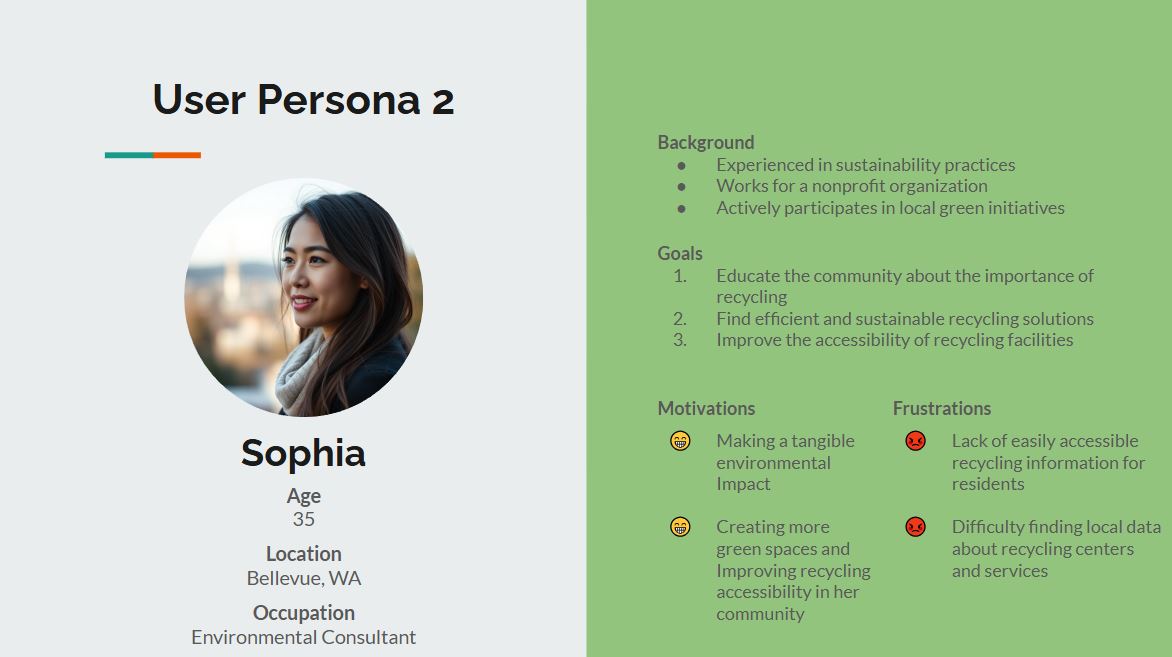 User Persona 2
Sophia
Age
35
Location
Bellevue, WA
Occupation
Environmental Consultant
Background
● Experienced in sustainability practices
● Works for a nonprofit organization
● Actively participates in local green initiatives
Goals
1. Educate the community about the importance of
recycling
2. Find efficient and sustainable recycling solutions
3. Improve the accessibility of recycling facilities
Motivations
😁 Making a tangible
environmental
Impact
😁 Creating more
green spaces and
Improving recycling
accessibility in her
community
Frustrations
😡 Lack of easily accessible
recycling information for
residents
😡 Difficulty finding local data
about recycling centers
and services